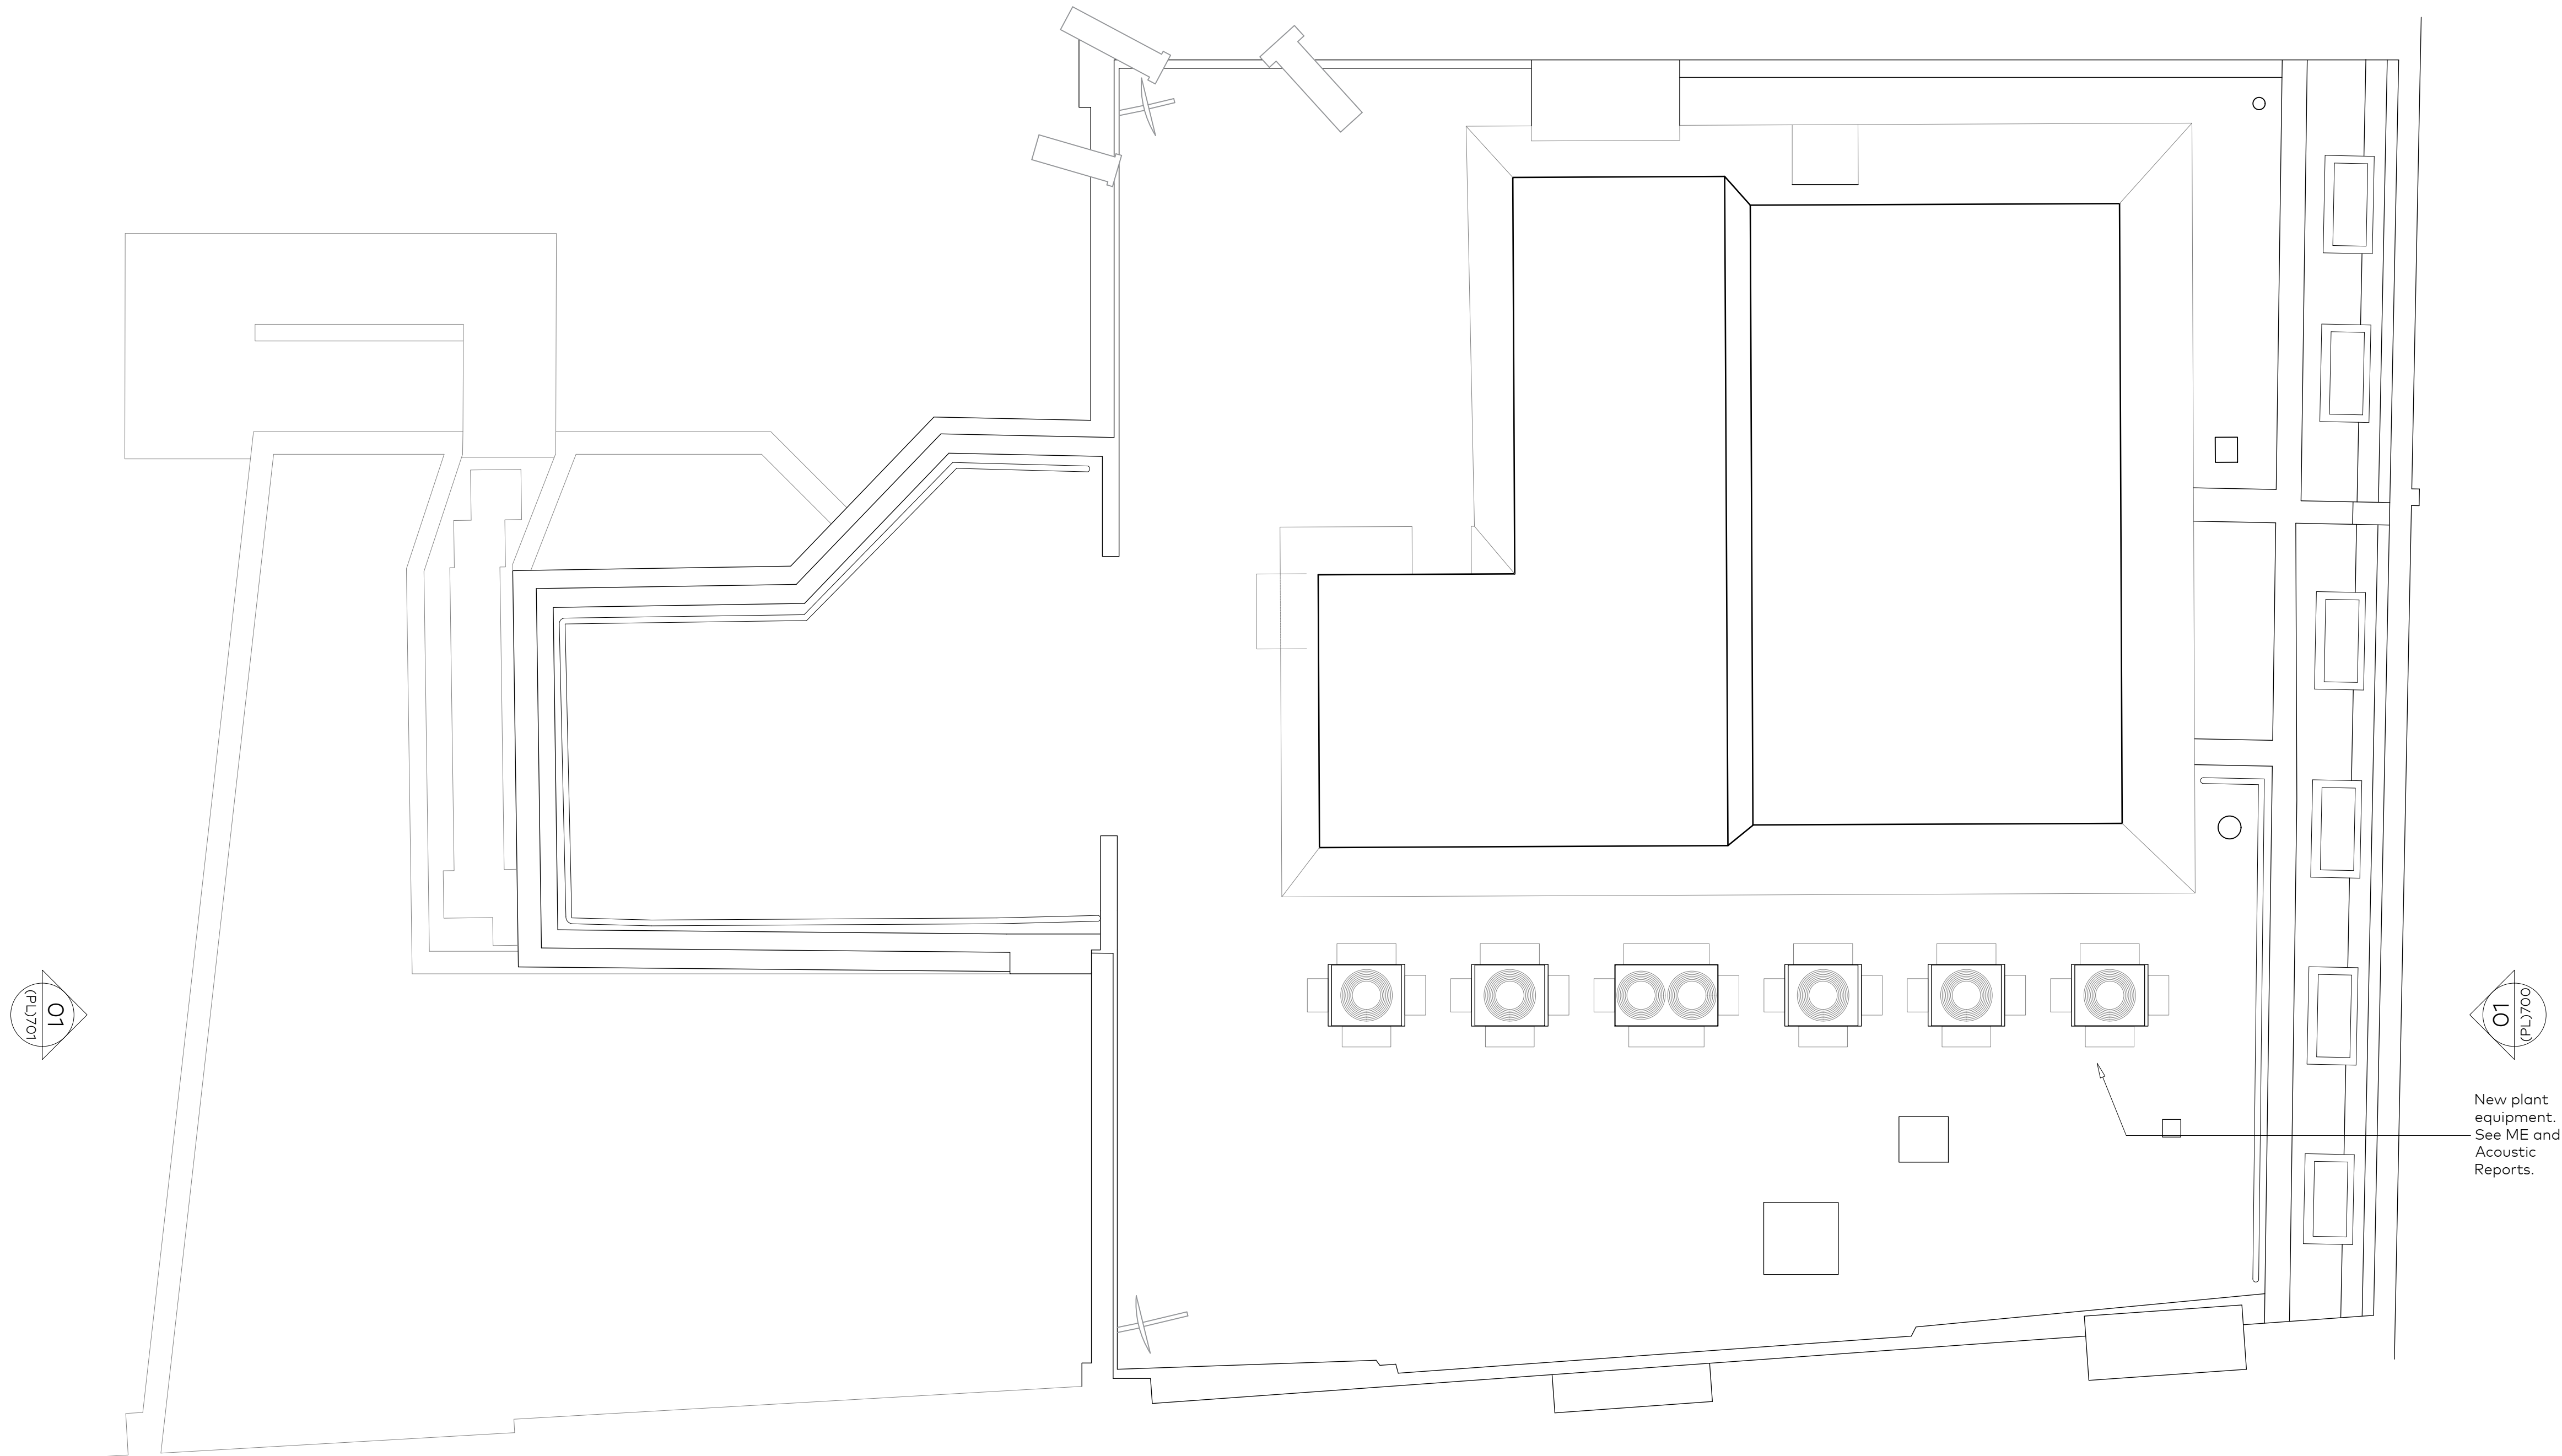 01
(PL)701
01
(PL)700
New plant
equipment.
See ME and
Acoustic
Reports.